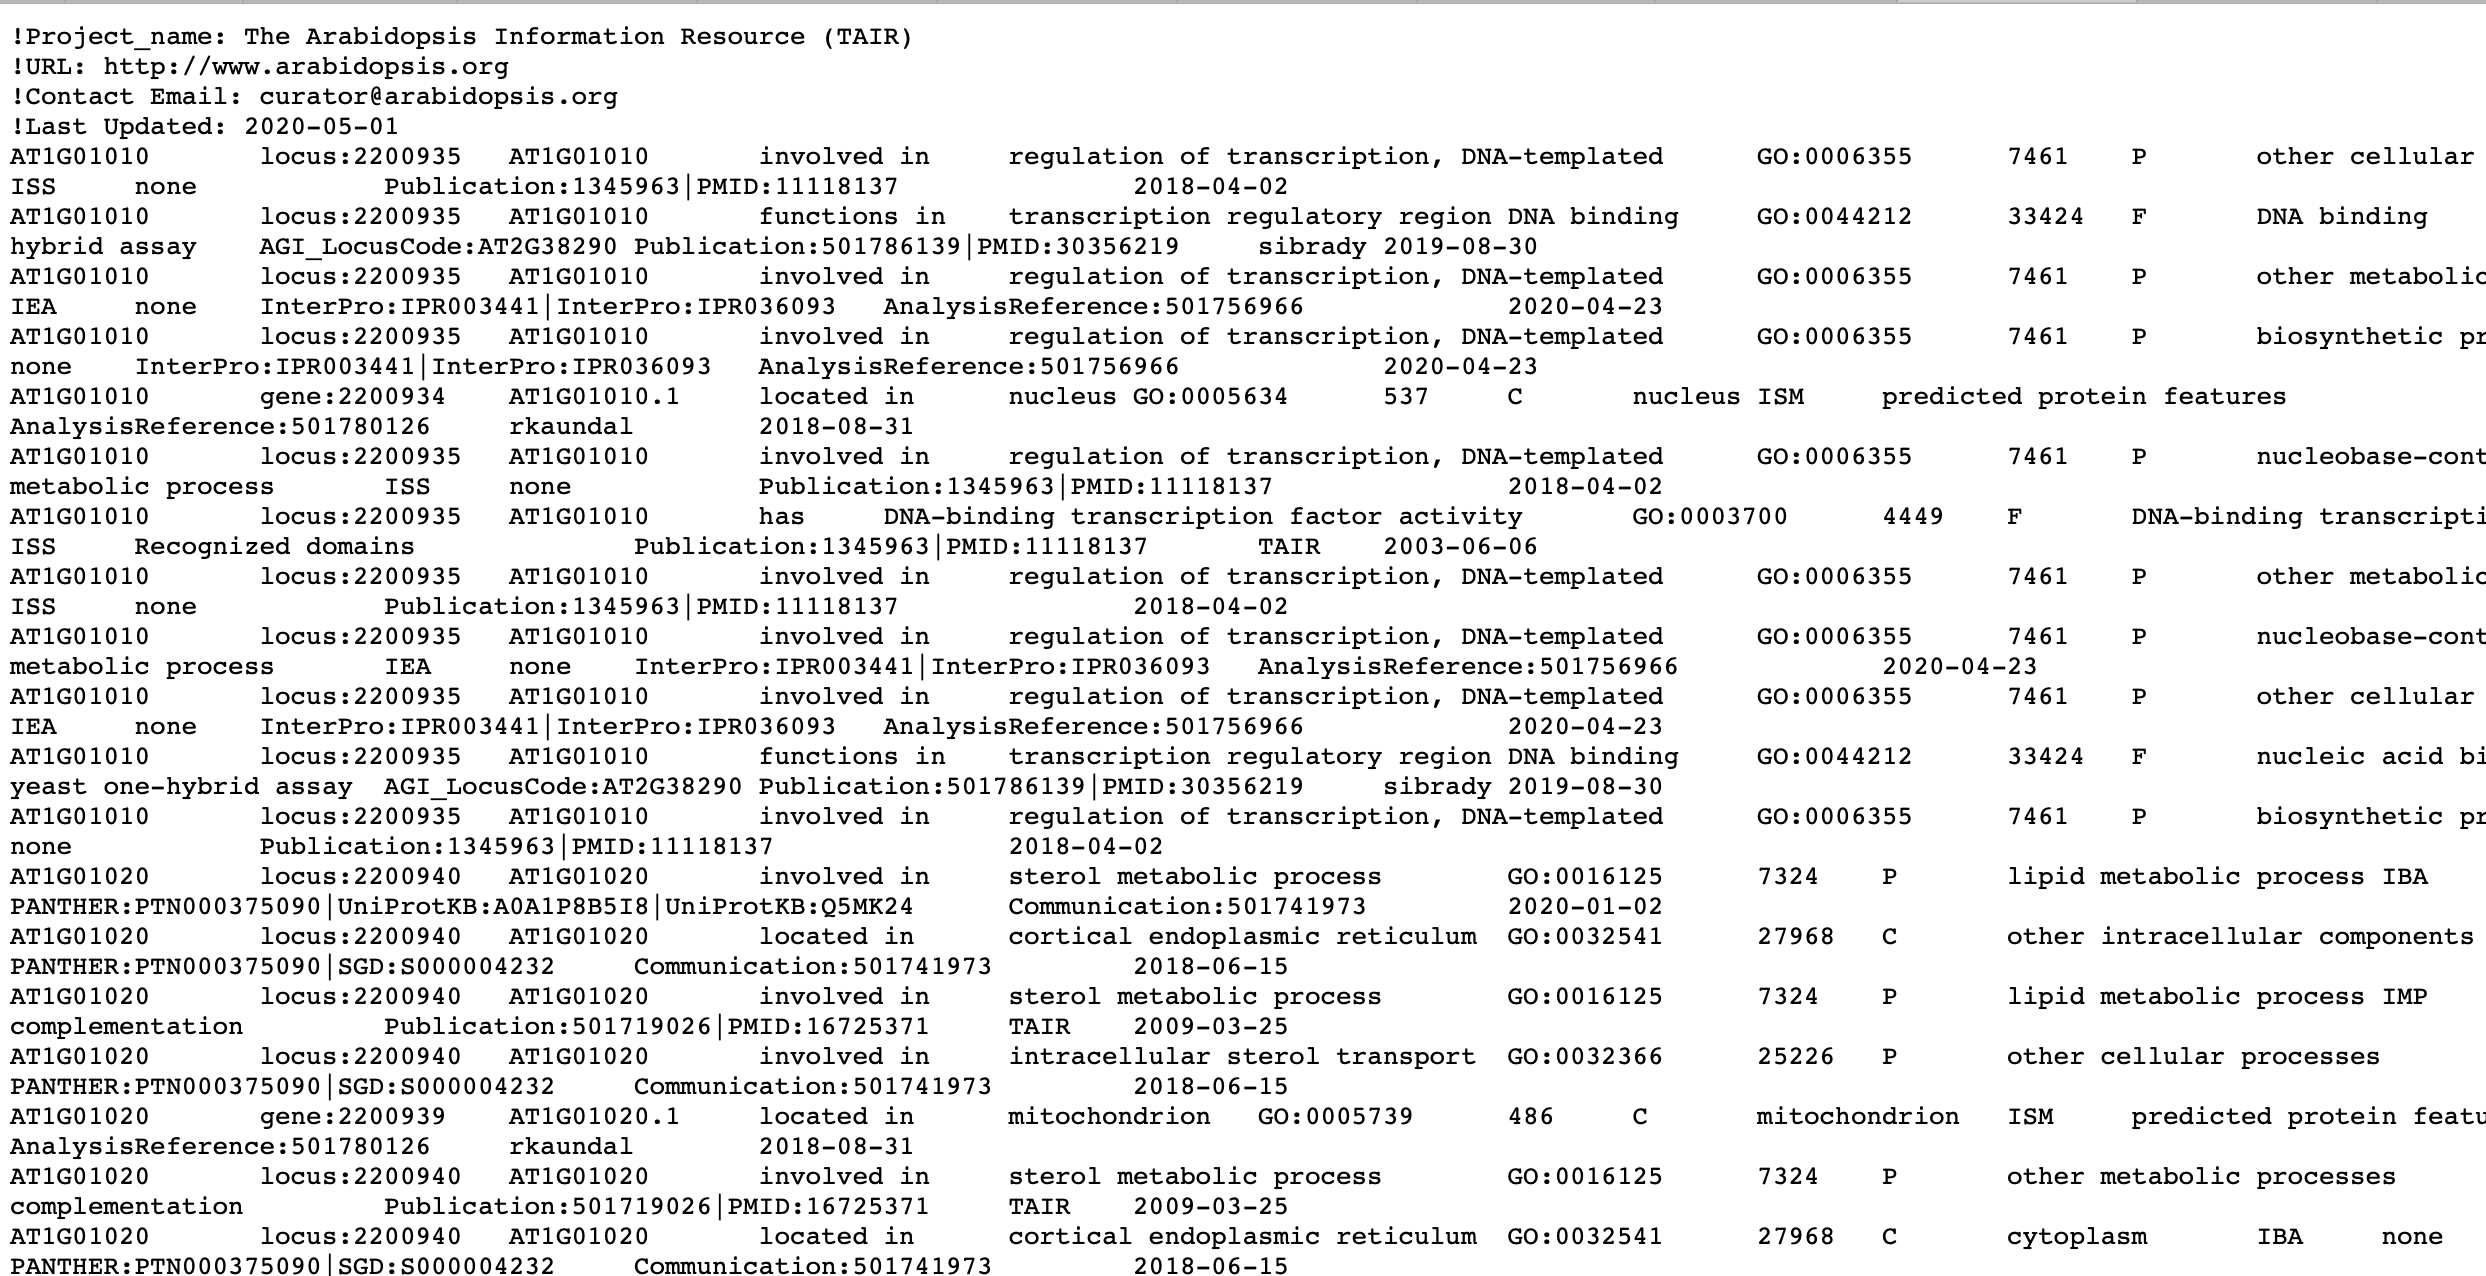 !Project_name: The Arabidopsis Information Resource (TAIR)
!URL: http://www.arabidopsis.org
!Contact Email: curator@arabidopsis.org
!Last Updated: 2020-05-01
AT1G01010 locus:2200935 AT1G01010 involved in regulation of transcription, DNA-templated GO:0006355 7461 P other cellular
ISS none Publication:1345963|PMID:11118137 2018-04-02
AT1G01010 locus:2200935 AT1G01010 functions in transcription regulatory region DNA binding GO:0044212 33424 F DNA binding
hybrid assay AGI_LocusCode:AT2G38290 Publication:501786139|PMID:30356219 sibrady 2019-08-30
AT1G01010 locus:2200935 AT1G01010 involved in regulation of transcription, DNA-templated GO:0006355 7461 P other metabolic
IEA none InterPro:IPR003441|InterPro:IPR036093 AnalysisReference:501756966 2020-04-23
AT1G01010 locus:2200935 AT1G01010 involved in regulation of transcription, DNA-templated GO:0006355 7461 P biosynthetic pr
none InterPro:IPR003441|InterPro:IPR036093 AnalysisReference:501756966 2020-04-23
AT1G01010 gene:2200934 AT1G01010.1 located in nucleus GO:0005634 537 C nucleus ISM predicted protein features
AnalysisReference:501780126 rkaundal 2018-08-31
AT1G01010 locus:2200935 AT1G01010 involved in regulation of transcription, DNA-templated GO:0006355 7461 P nucleobase-cont
metabolic process ISS none Publication:1345963|PMID:11118137 2018-04-02
AT1G01010 locus:2200935 AT1G01010 has DNA-binding transcription factor activity GO:0003700 4449 F DNA-binding transcripti
ISS Recognized domains Publication:1345963|PMID:11118137 TAIR 2003-06-06
AT1G01010 locus:2200935 AT1G01010 involved in regulation of transcription, DNA-templated GO:0006355 7461 P other metabolic
ISS none Publication:1345963|PMID:11118137 2018-04-02
AT1G01010 locus:2200935 AT1G01010 involved in regulation of transcription, DNA-templated GO:0006355 7461 P nucleobase-cont
metabolic process IEA none InterPro:IPR003441|InterPro:IPR036093 AnalysisReference:501756966 2020-04-23
AT1G01010 locus:2200935 AT1G01010 involved in regulation of transcription, DNA-templated GO:0006355 7461 P other cellular
IEA none InterPro:IPR003441|InterPro:IPR036093 AnalysisReference:501756966 2020-04-23
AT1G01010 locus:2200935 AT1G01010 functions in transcription regulatory region DNA binding GO:0044212 33424 F nucleic acid bi
yeast one-hybrid assay AGI_LocusCode:AT2G38290 Publication:501786139|PMID:30356219 sibrady 2019-08-30
AT1G01010 locus:2200935 AT1G01010 involved in regulation of transcription, DNA-templated GO:0006355 7461 P biosynthetic pr
none Publication:1345963|PMID:11118137 2018-04-02
AT1G01020 locus:2200940 AT1G01020 involved in sterol metabolic process GO:0016125 7324 P lipid metabolic process IBA
PANTHER:PTN000375090|UniProtKB:A0A1P8B5I8|UniProtKB:Q5MK24 Communication:501741973 2020-01-02
AT1G01020 locus:2200940 AT1G01020 located in cortical endoplasmic reticulum GO:0032541 27968 C other intracellular components
PANTHER:PTN000375090|SGD:S000004232 Communication:501741973 2018-06-15
AT1G01020 locus:2200940 AT1G01020 involved in sterol metabolic process GO:0016125 7324 P lipid metabolic process IMP
complementation Publication:501719026|PMID:16725371 TAIR 2009-03-25
AT1G01020 locus:2200940 AT1G01020 involved in intracellular sterol transport GO:0032366 25226 P other cellular processes
PANTHER:PTN000375090|SGD:S000004232 Communication:501741973 2018-06-15
AT1G01020 gene:2200939 AT1G01020.1 located in mitochondrion GO:0005739 486 C mitochondrion ISM predicted protein featu
AnalysisReference:501780126 rkaundal 2018-08-31
AT1G01020 locus:2200940 AT1G01020 involved in sterol metabolic process GO:0016125 7324 P other metabolic processes
complementation Publication:501719026|PMID:16725371 TAIR 2009-03-25
AT1G01020 locus:2200940 AT1G01020 located in cortical endoplasmic reticulum GO:0032541 27968 C cytoplasm IBA none
PANTHER:PTN000375090|SGD:S000004232 Communication:501741973 2018-06-15